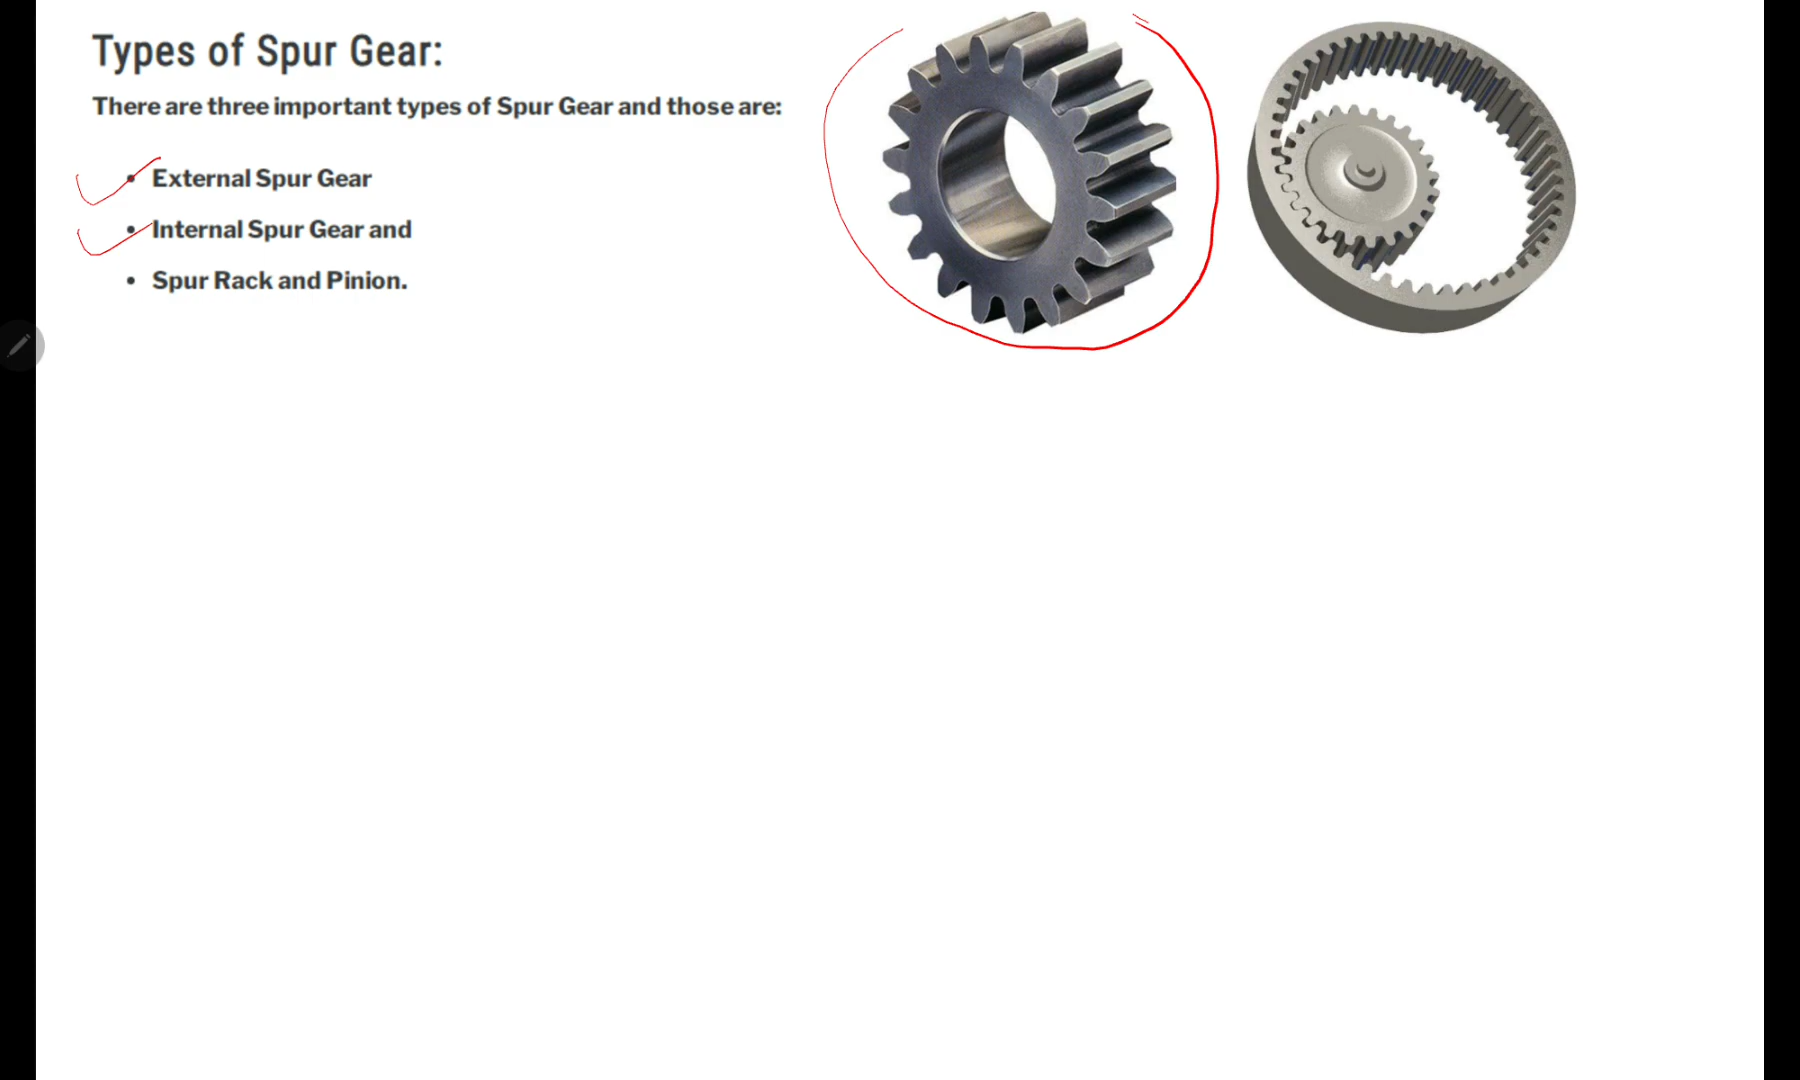 Types of Spur Gear:
There are three important types of Spur Gear and those are:
• External Spur Gear
• Internal Spur Gear and
• Spur Rack and Pinion.